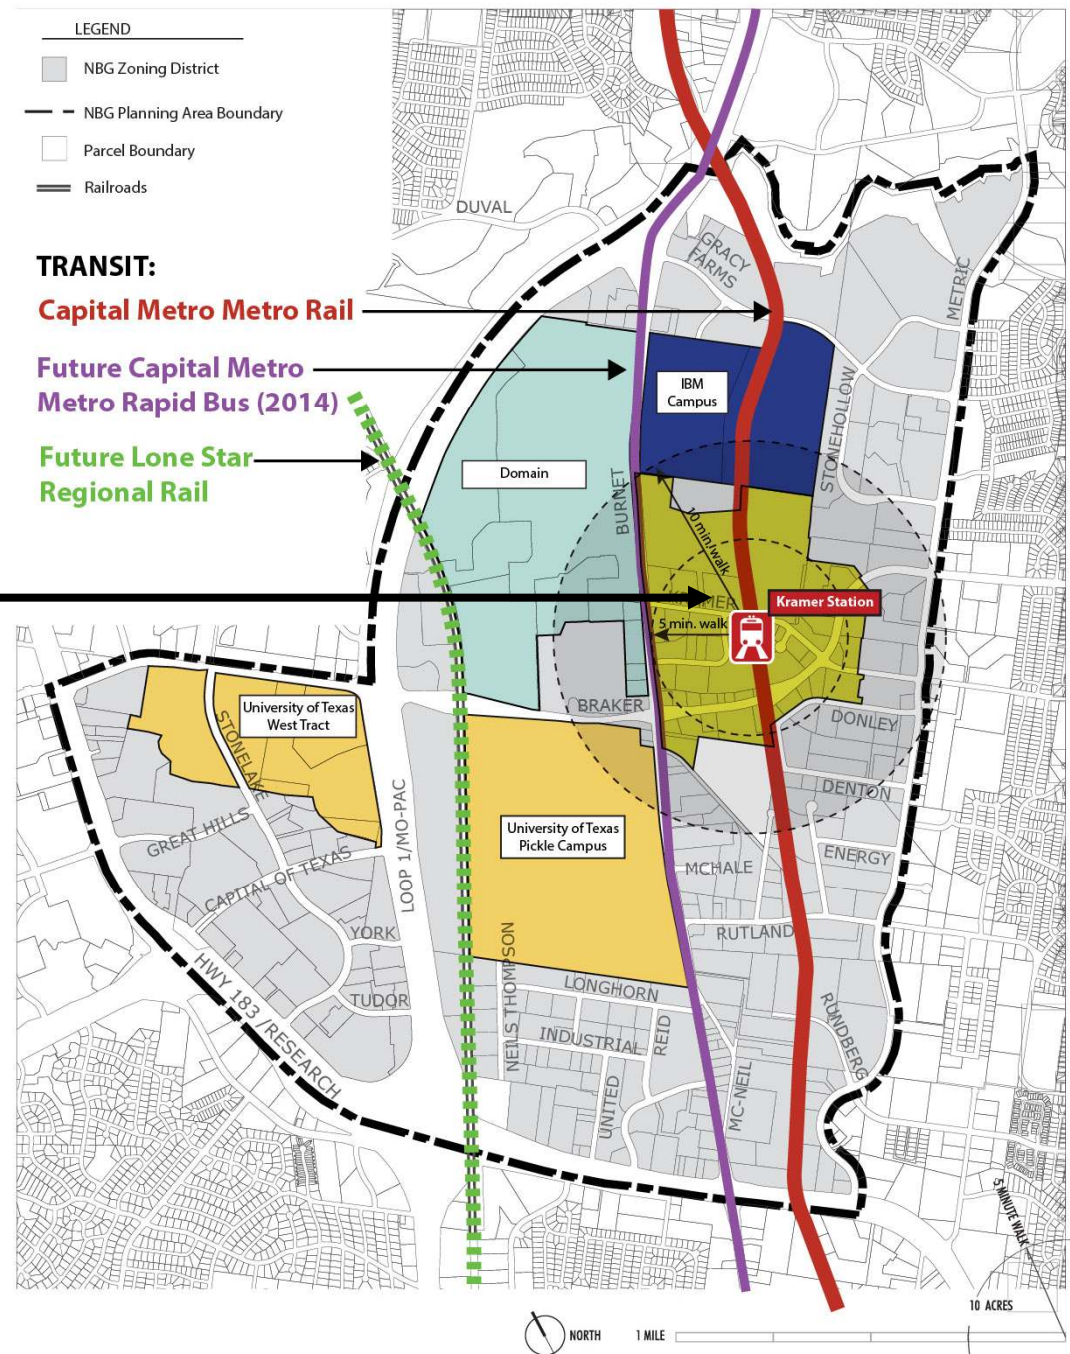 LEGEND
NBG Zoning District
NBG Planning Area Boundary
Parcel Boundary
Railroads
TRANSIT:
Capital Metro Metro Rail
Future Capital Metro
Metro Rapid Bus (2014)
Future Lone Star
Regional Rail
DUVAL
GRACY
FARMS
METRIC
IBM
Campus
STONEHOLLOW
Domain
BURNET
10 min/walk
KRAMER
Kramer Station
5 min. walk
BRAKER
DONLEY
University of Texas
West Tract
STONELAKE
DENTON
GREAT HILLS
CAPITAL OF TEXAS
LOOP 1/MO-PAC
University of Texas
Pickle Campus
MCHALE
ENERGY
YORK
RUTLAND
TUDOR
HWY 183 /RESEARCH
NEILS THOMPSON
LONGHORN
INDUSTRIAL
REID
RUNDBERG
UNITED
MC-NEIL
5 MINUTE WALK
10 ACRES
NORTH
1 MILE